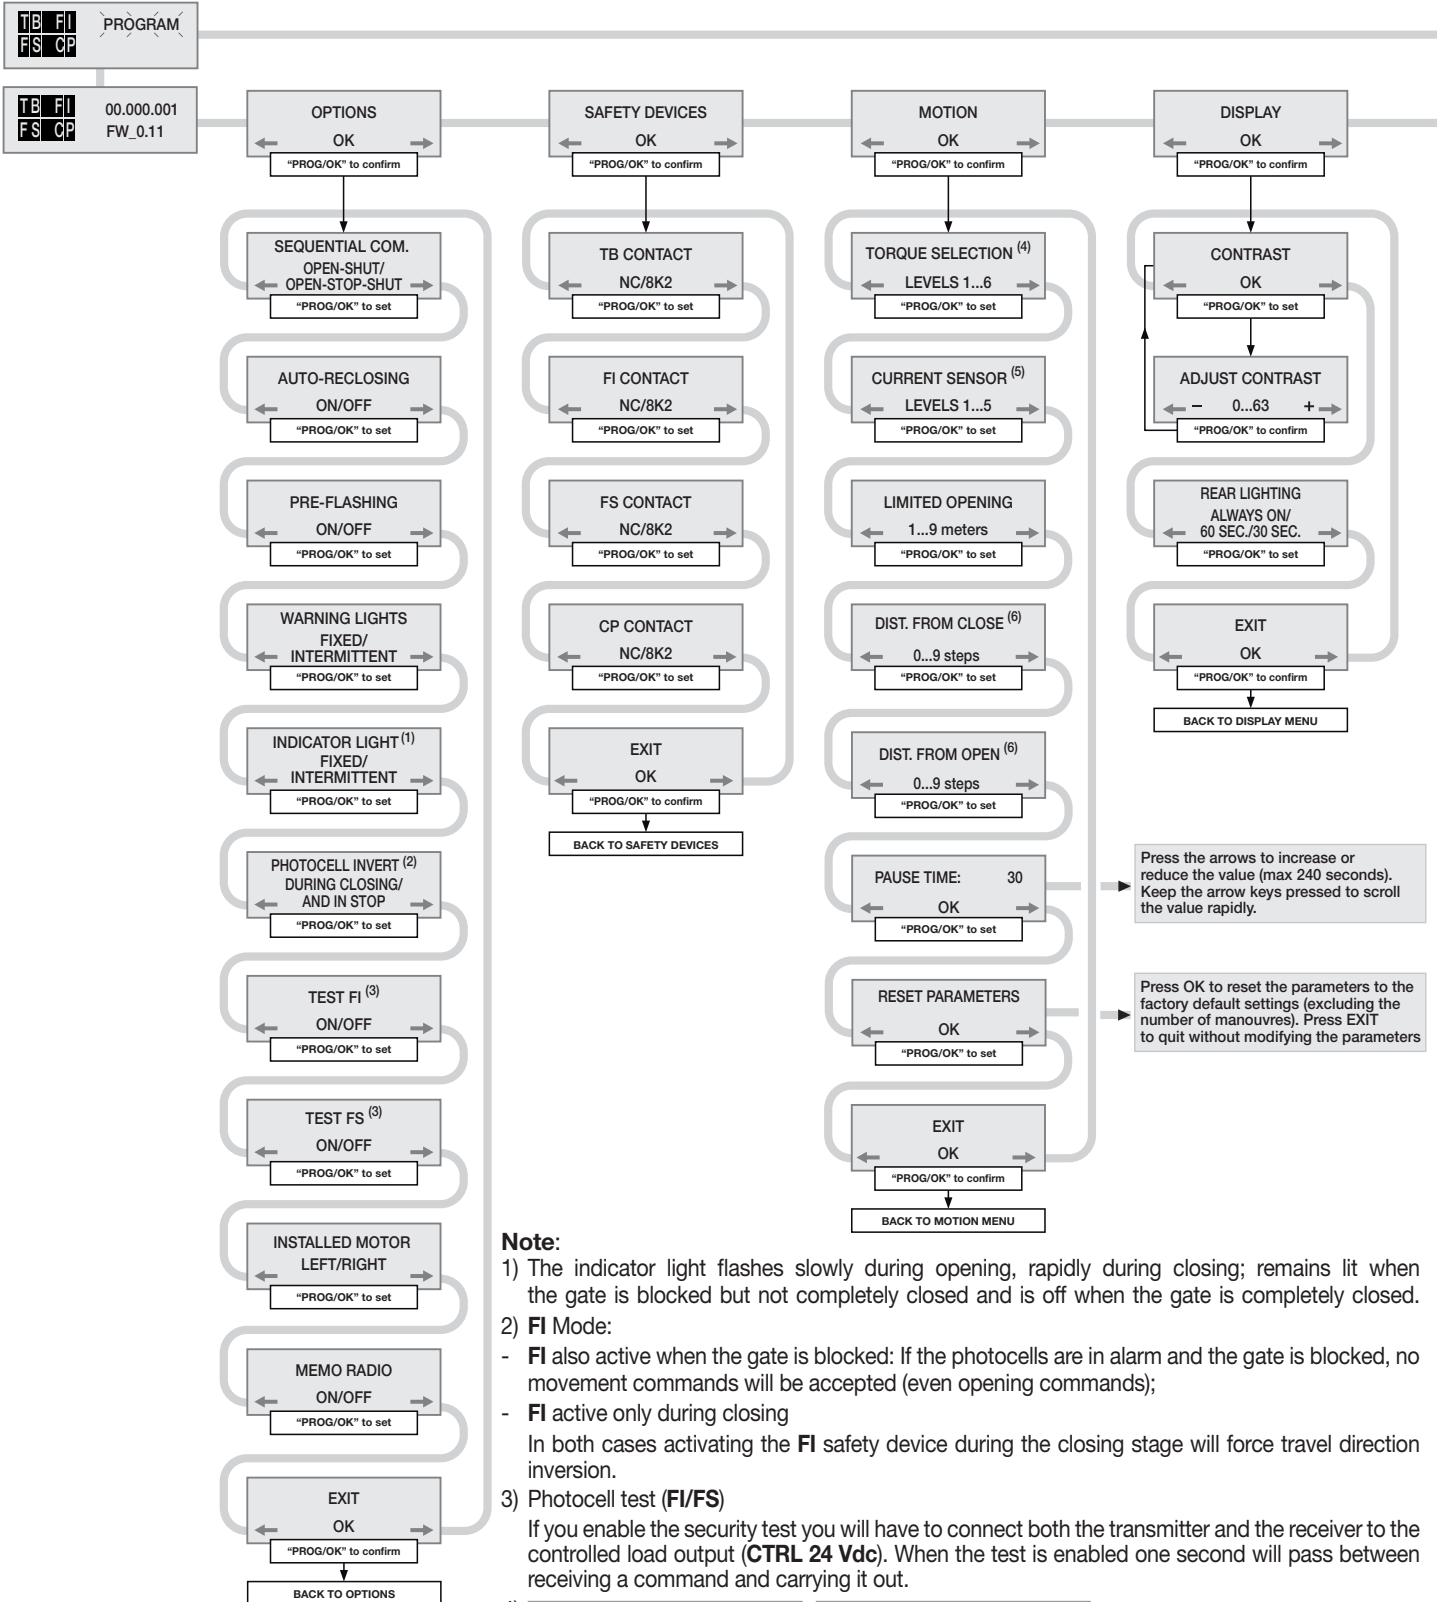 TB FI
FS CP
PROGRAM
TB FI
FS CP
00.000.001
FW_0.11
OPTIONS
OK
“PROG/OK” to confirm
SEQUENTIAL COM.
OPEN-SHUT/
OPEN-STOP-SHUT
“PROG/OK” to set
AUTO-RECLOSING
ON/OFF
“PROG/OK” to set
PRE-FLASHING
ON/OFF
“PROG/OK” to set
WARNING LIGHTS
FIXED/
INTERMITTENT
“PROG/OK” to set
INDICATOR LIGHT (1)
FIXED/
INTERMITTENT
“PROG/OK” to set
PHOTOCELL INVERT (2)
DURING CLOSING/
AND IN STOP
“PROG/OK” to set
TEST FI (3)
ON/OFF
“PROG/OK” to set
TEST FS (3)
ON/OFF
“PROG/OK” to set
INSTALLED MOTOR
LEFT/RIGHT
“PROG/OK” to set
MEMO RADIO
ON/OFF
“PROG/OK” to set
EXIT
OK
“PROG/OK” to confirm
BACK TO OPTIONS
SAFETY DEVICES
OK
“PROG/OK” to confirm
TB CONTACT
NC/8K2
“PROG/OK” to set
FI CONTACT
NC/8K2
“PROG/OK” to set
FS CONTACT
NC/8K2
“PROG/OK” to set
CP CONTACT
NC/8K2
“PROG/OK” to set
EXIT
OK
“PROG/OK” to confirm
BACK TO SAFETY DEVICES
MOTION
OK
“PROG/OK” to confirm
TORQUE SELECTION (4)
LEVELS 1...6
“PROG/OK” to set
CURRENT SENSOR (5)
LEVELS 1...5
“PROG/OK” to set
LIMITED OPENING
1...9 meters
“PROG/OK” to set
DIST. FROM CLOSE (6)
0...9 steps
“PROG/OK” to set
DIST. FROM OPEN (6)
0...9 steps
“PROG/OK” to set
PAUSE TIME: 30
OK
“PROG/OK” to set
RESET PARAMETERS
OK
“PROG/OK” to set
EXIT
OK
“PROG/OK” to confirm
BACK TO MOTION MENU
DISPLAY
OK
“PROG/OK” to confirm
CONTRAST
OK
“PROG/OK” to set
ADJUST CONTRAST
– 0...63 +
“PROG/OK” to confirm
REAR LIGHTING
ALWAYS ON/
60 SEC./30 SEC.
“PROG/OK” to set
EXIT
OK
“PROG/OK” to confirm
BACK TO DISPLAY MENU
Press the arrows to increase or
reduce the value (max 240 seconds).
Keep the arrow keys pressed to scroll
the value rapidly.
Press OK to reset the parameters to the
factory default settings (excluding the
number of manouvres). Press EXIT
to quit without modifying the parameters
Note:
1) The indicator light flashes slowly during opening, rapidly during closing; remains lit when
the gate is blocked but not completely closed and is off when the gate is completely closed.
2) FI Mode:
- FI also active when the gate is blocked: If the photocells are in alarm and the gate is blocked, no
movement commands will be accepted (even opening commands);
- FI active only during closing
In both cases activating the FI safety device during the closing stage will force travel direction
inversion.
3) Photocell test (FI/FS)
If you enable the security test you will have to connect both the transmitter and the receiver to the
controlled load output (CTRL 24 Vdc). When the test is enabled one second will pass between
receiving a command and carrying it out.